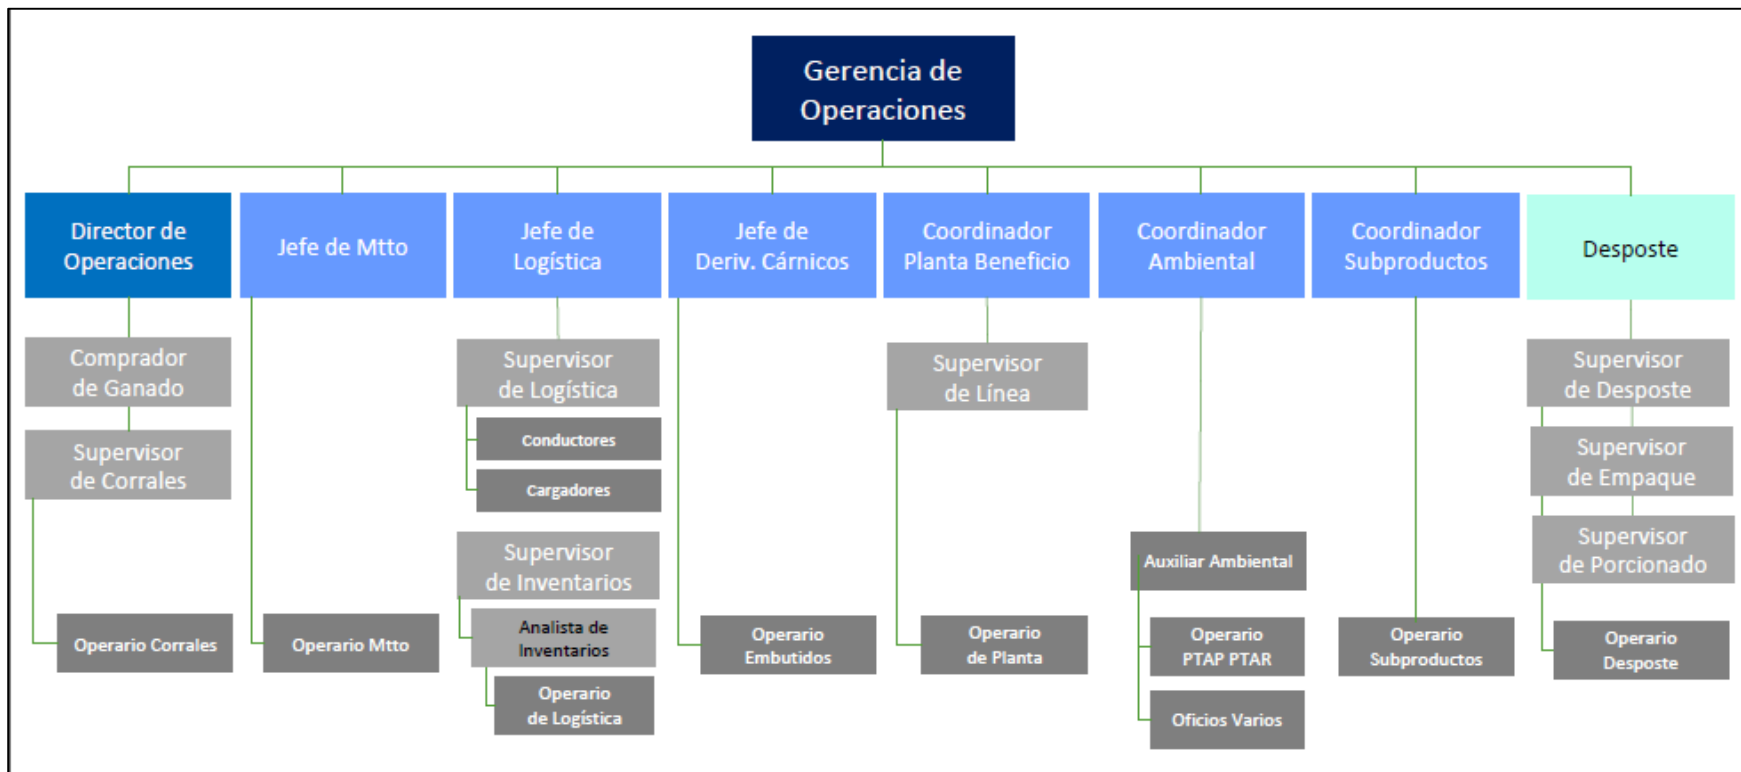 Gerencia de
Operaciones
Director de
Operaciones
Jefe de Mtto
Jefe de
Logística
Jefe de
Deriv. Cárnicos
Coordinador
Planta Beneficio
Coordinador
Ambiental
Coordinador
Subproductos
Desposte
Comprador
de Ganado
Supervisor
de Corrales
Operario Corrales
Operario Mtto
Supervisor
de Logística
Conductores
Cargadores
Supervisor
de Inventarios
Analista de
Inventarios
Operario
de Logística
Operario
Embutidos
Supervisor
de Línea
Operario
de Planta
Auxiliar Ambiental
Operario
PTAP PTAR
Oficios Varios
Operario
Subproductos
Supervisor
de Desposte
Supervisor
de Empaque
Supervisor
de Porcionado
Operario
Desposte